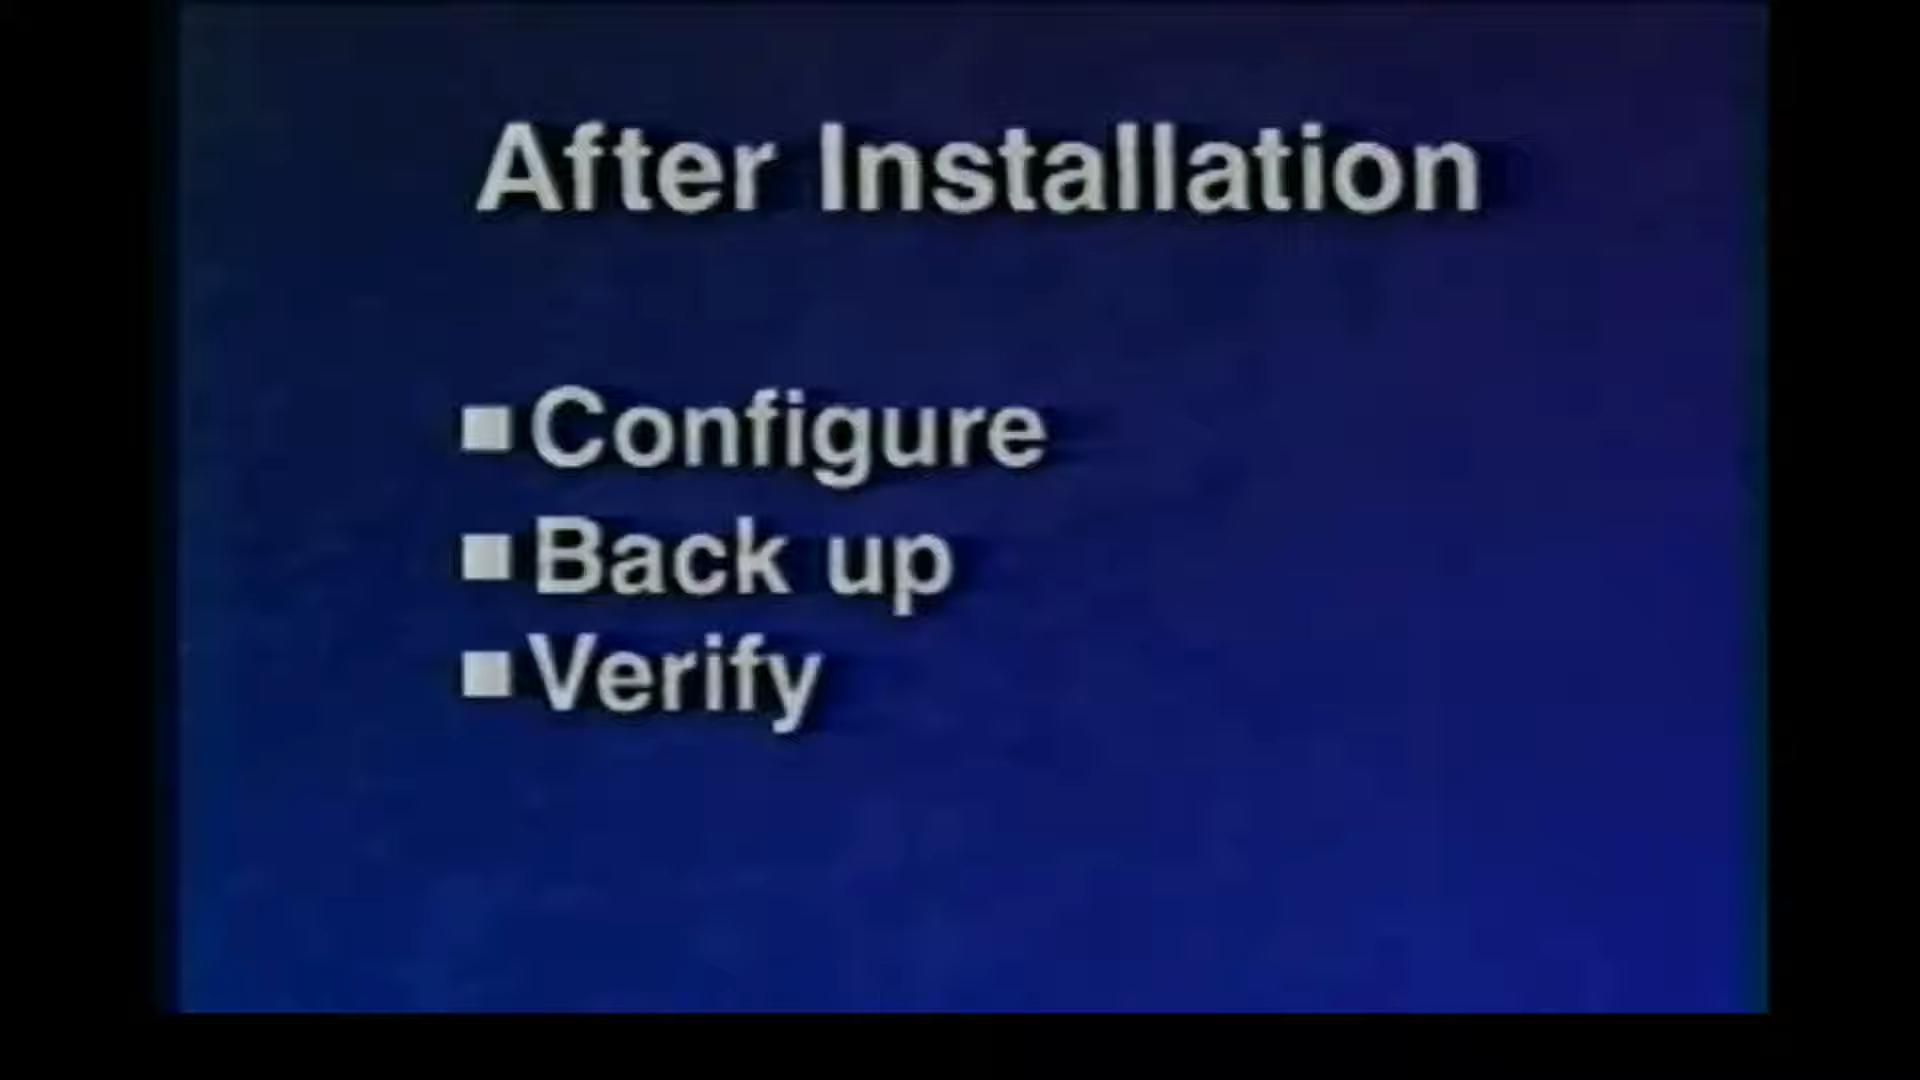 After Installation
■ Configure
■ Back up
■ Verify